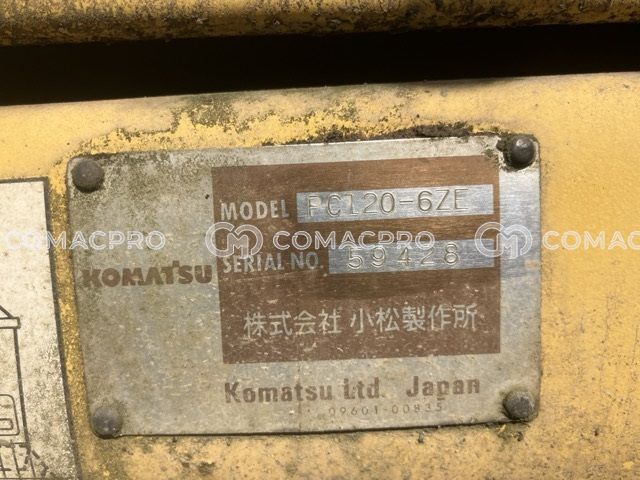 MODEL PC120-6ZE
COMACPRO COMACPRO COMACPRO
SERIAL NO. 59428
KOMATSU
株式会社 小松製作所
Komatsu Ltd. Japan
09601-00835